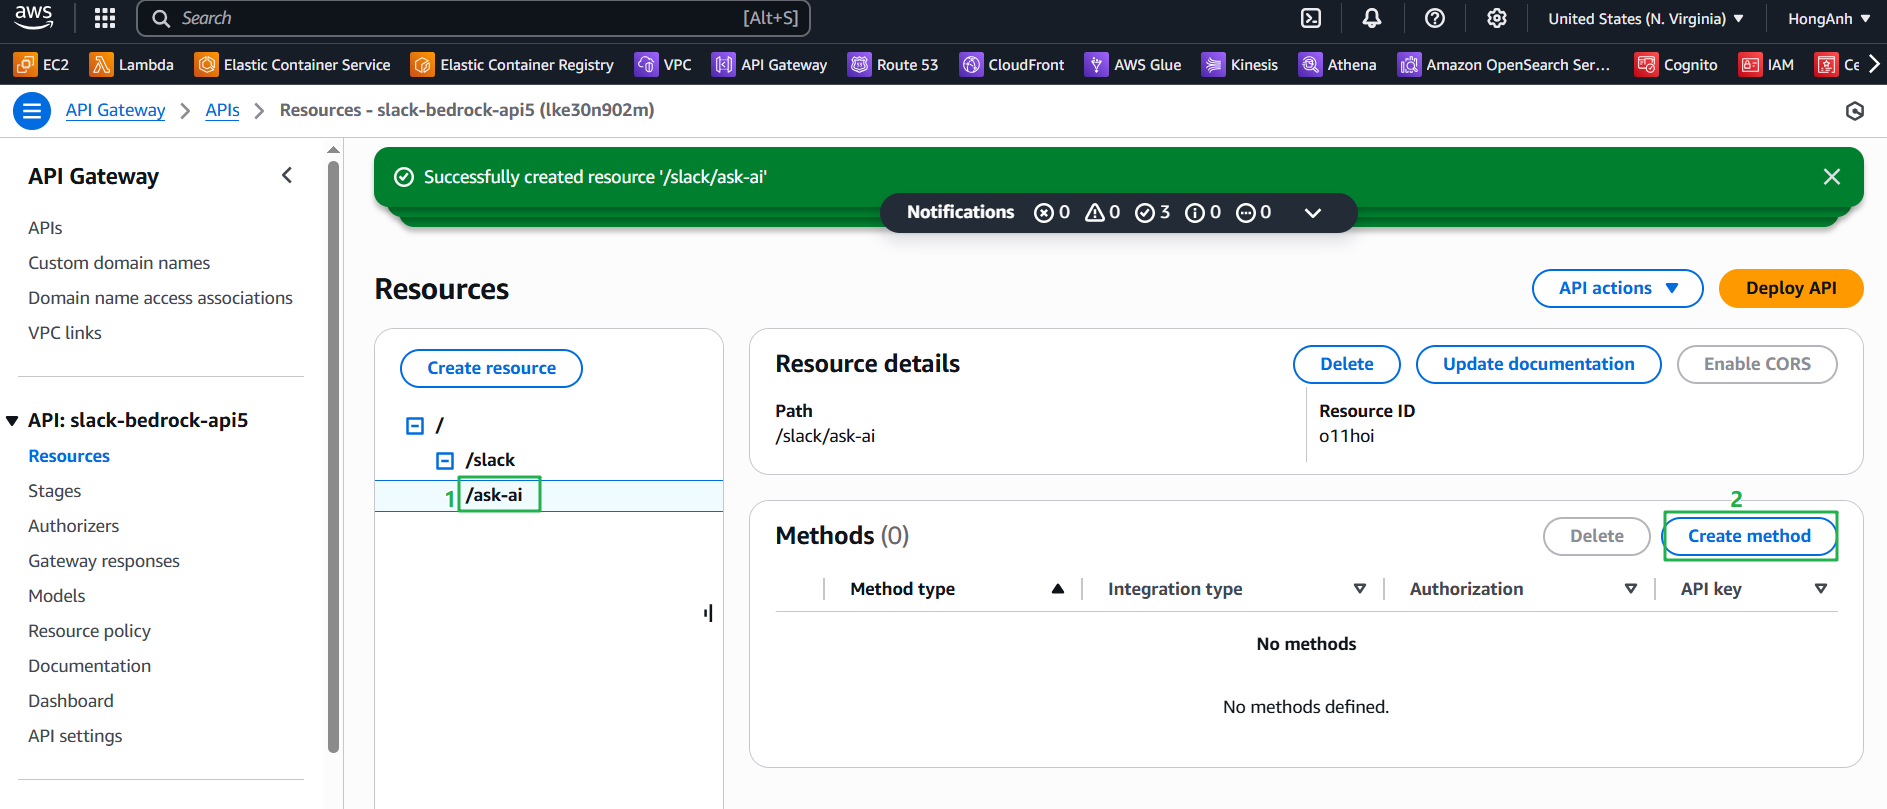 aws
Search [Alt+S]
United States (N. Virginia) HongAnh
EC2 Lambda Elastic Container Service Elastic Container Registry VPC API Gateway Route 53 CloudFront AWS Glue Kinesis Athena Amazon OpenSearch Ser... Cognito IAM Ce
API Gateway APIs Resources - slack-bedrock-api5 (lke30n902m)
API Gateway
APIs
Custom domain names
Domain name access associations
VPC links
API: slack-bedrock-api5
Resources
Stages
Authorizers
Gateway responses
Models
Resource policy
Documentation
Dashboard
API settings
Successfully created resource '/slack/ask-ai'
Notifications 0 0 3 0 0
Resources
API actions Deploy API
Create resource
/
/slack
1 /ask-ai
Resource details
Delete Update documentation Enable CORS
Path
/slack/ask-ai
Resource ID
o11hoi
2
Methods (0)
Delete Create method
Method type Integration type Authorization API key
No methods
No methods defined.